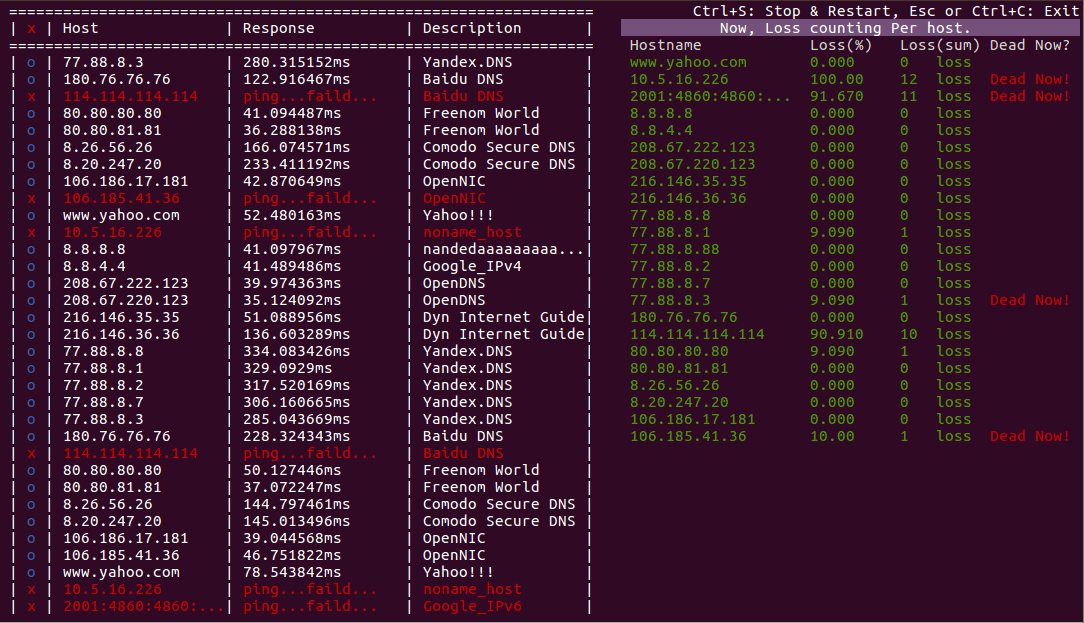 =================================================================
| x | Host | Response | Description |
=================================================================
| o | 77.88.8.3 | 280.315152ms | Yandex.DNS |
| o | 180.76.76.76 | 122.916467ms | Baidu DNS |
| x | 114.114.114.114 | ping...faild... | Baidu DNS |
| o | 80.80.80.80 | 41.094487ms | Freenom World |
| o | 80.80.81.81 | 36.288138ms | Freenom World |
| o | 8.26.56.26 | 166.074571ms | Comodo Secure DNS |
| o | 8.20.247.20 | 233.411192ms | Comodo Secure DNS |
| o | 106.186.17.181 | 42.870649ms | OpenNIC |
| x | 106.185.41.36 | ping...faild... | OpenNIC |
| o | www.yahoo.com | 52.480163ms | Yahoo!!! |
| x | 10.5.16.226 | ping...faild... | noname_host |
| o | 8.8.8.8 | 41.097967ms | nandedaaaaaaaaa...|
| o | 8.8.4.4 | 41.489486ms | Google_IPv4 |
| o | 208.67.222.123 | 39.974363ms | OpenDNS |
| o | 208.67.220.123 | 35.124092ms | OpenDNS |
| o | 216.146.35.35 | 51.088956ms | Dyn Internet Guide|
| o | 216.146.36.36 | 136.603289ms | Dyn Internet Guide|
| o | 77.88.8.8 | 334.083426ms | Yandex.DNS |
| o | 77.88.8.1 | 329.0929ms | Yandex.DNS |
| o | 77.88.8.2 | 317.520169ms | Yandex.DNS |
| o | 77.88.8.7 | 306.160665ms | Yandex.DNS |
| o | 77.88.8.3 | 285.043669ms | Yandex.DNS |
| o | 180.76.76.76 | 228.324343ms | Baidu DNS |
| x | 114.114.114.114 | ping...faild... | Baidu DNS |
| o | 80.80.80.80 | 50.127446ms | Freenom World |
| o | 80.80.81.81 | 37.072247ms | Freenom World |
| o | 8.26.56.26 | 144.797461ms | Comodo Secure DNS |
| o | 8.20.247.20 | 145.013496ms | Comodo Secure DNS |
| o | 106.186.17.181 | 39.044568ms | OpenNIC |
| o | 106.185.41.36 | 46.751822ms | OpenNIC |
| o | www.yahoo.com | 78.543842ms | Yahoo!!! |
| x | 10.5.16.226 | ping...faild... | noname_host |
| x | 2001:4860:4860:...| ping...faild... | Google_IPv6 |
Ctrl+S: Stop & Restart, Esc or Ctrl+C: Exit
Now, Loss counting Per host.
Hostname Loss(%) Loss(sum) Dead Now?
www.yahoo.com 0.000 0 loss
10.5.16.226 100.00 12 loss Dead Now!
2001:4860:4860:... 91.670 11 loss Dead Now!
8.8.8.8 0.000 0 loss
8.8.4.4 0.000 0 loss
208.67.222.123 0.000 0 loss
208.67.220.123 0.000 0 loss
216.146.35.35 0.000 0 loss
216.146.36.36 0.000 0 loss
77.88.8.8 0.000 0 loss
77.88.8.1 9.090 1 loss
77.88.8.88 0.000 0 loss
77.88.8.2 0.000 0 loss
77.88.8.7 0.000 0 loss
77.88.8.3 9.090 1 loss Dead Now!
180.76.76.76 0.000 0 loss
114.114.114.114 90.910 10 loss
80.80.80.80 9.090 1 loss
80.80.81.81 0.000 0 loss
8.26.56.26 0.000 0 loss
8.20.247.20 0.000 0 loss
106.186.17.181 0.000 0 loss
106.185.41.36 10.00 1 loss Dead Now!